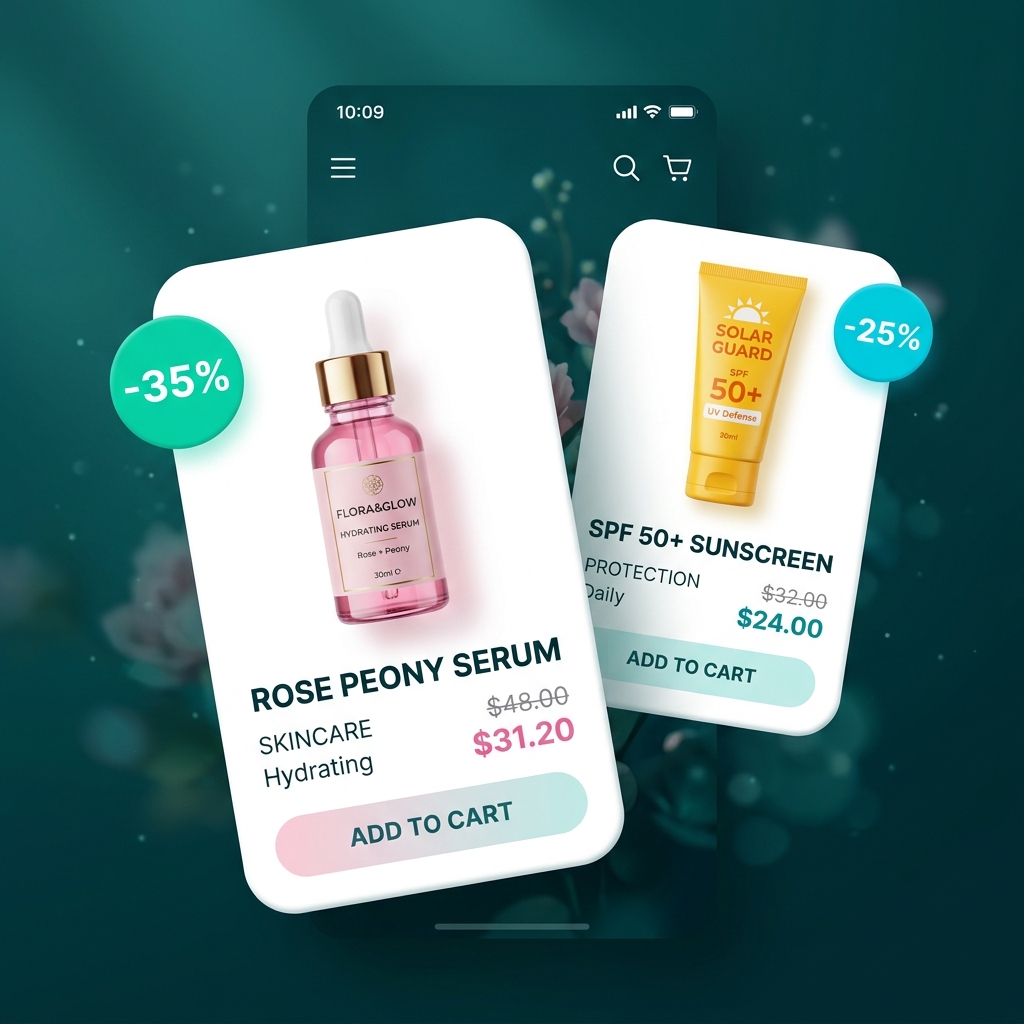 10:09
-35%
FLORA&GLOW
HYDRATING SERUM
Rose • Peony
30ml
ROSE PEONY SERUM
SKINCARE
Hydrating
$48.00
$31.20
ADD TO CART
-25%
SOLAR
GUARD
SPF
50+
UV Defense
30ml
SPF 50+ SUNSCREEN
PROTECTION
Daily
$32.00
$24.00
ADD TO CART